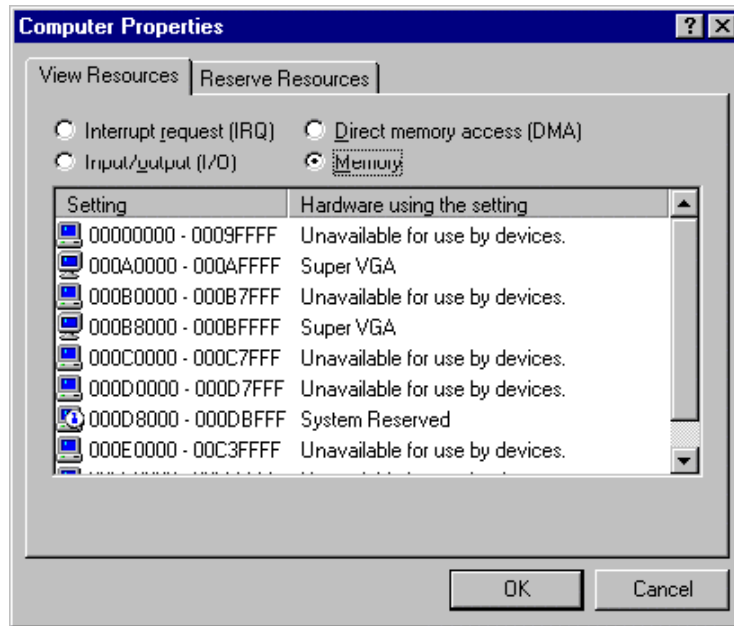 Computer Properties
View Resources
Reserve Resources
Interrupt request (IRQ)
Direct memory access (DMA)
Input/output (I/O)
Memory
Setting Hardware using the setting
00000000 - 0009FFFF Unavailable for use by devices.
000A0000 - 000AFFFF Super VGA
000B0000 - 000B7FFF Unavailable for use by devices.
000B8000 - 000BFFFF Super VGA
000C0000 - 000C7FFF Unavailable for use by devices.
000D0000 - 000D7FFF Unavailable for use by devices.
000D8000 - 000DBFFF System Reserved
000E0000 - 00C3FFFF Unavailable for use by devices.
OK
Cancel